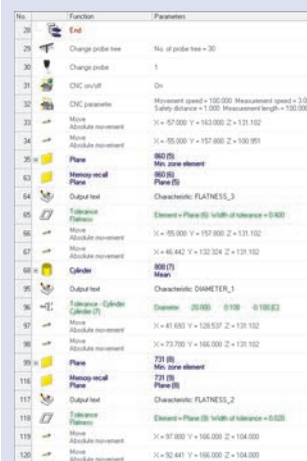 No. Function Parameters
28 End
29 Change probe tree No. of probe tree = 30
30 Change probe 1
31 CNC on/off On
32 CNC parameter Movement speed = 100.000 Measurement speed = 3.0
Safety distance = 1.000 Measurement length = 100.000
33 Move X = -57.000 Y = 163.000 Z = 131.102
Absolute movement
34 Move X = -55.000 Y = 157.800 Z = 100.951
Absolute movement
35 Plane 860 (5)
Min. zone element
63 Memory recall 860 (6)
Plane Plane (5)
64 Output text Characteristic: FLATNESS_3
65 Tolerance Element = Plane (6) Width of tolerance = 0.400
Flatness
66 Move X = -55.000 Y = 157.800 Z = 131.102
Absolute movement
67 Move X = 46.442 Y = 132.324 Z = 131.102
Absolute movement
68 Cylinder 808 (7)
Mean
95 Output text Characteristic: DIAMETER_1
96 Tolerance - Cylinder Diameter 20.000 0.100 -0.100
Cylinder (7)
97 Move X = 41.693 Y = 128.537 Z = 131.102
Absolute movement
98 Move X = 73.700 Y = 166.000 Z = 131.102
Absolute movement
99 Plane 731 (8)
Min. zone element
116 Memory recall 731 (9)
Plane Plane (8)
117 Output text Characteristic: FLATNESS_2
118 Tolerance Element = Plane (9) Width of tolerance = 0.020
Flatness
119 Move X = 97.800 Y = 166.000 Z = 104.000
Absolute movement
120 Move X = 92.441 Y = 166.000 Z = 104.000
Absolute movement